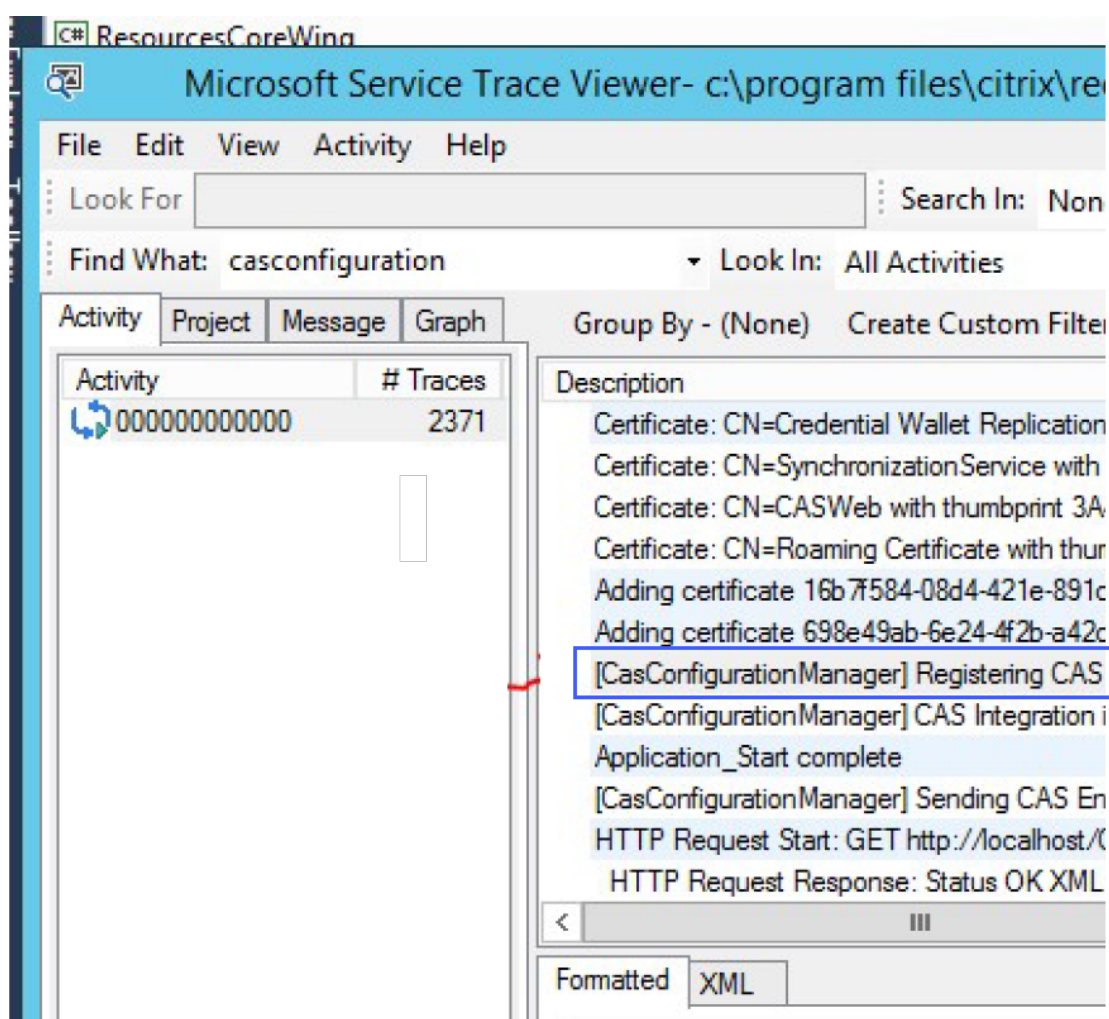 C# ResourcesCoreWing
Microsoft Service Trace Viewer- c:\program files\citrix\re
File Edit View Activity Help
Look For Search In: Non
Find What: casconfiguration Look In: All Activities
Activity Project Message Graph Group By - (None) Create Custom Filter
Activity # Traces Description
000000000000 2371
Certificate: CN=Credential Wallet Replication
Certificate: CN=SynchronizationService with
Certificate: CN=CASWeb with thumbprint 3A
Certificate: CN=Roaming Certificate with thur
Adding certificate 16b7f584-08d4-421e-891c
Adding certificate 698e49ab-6e24-4f2b-a42c
[CasConfigurationManager] Registering CAS
[CasConfigurationManager] CAS Integration i
Application_Start complete
[CasConfigurationManager] Sending CAS En
HTTP Request Start: GET http://localhost/
HTTP Request Response: Status OK XML
Formatted XML